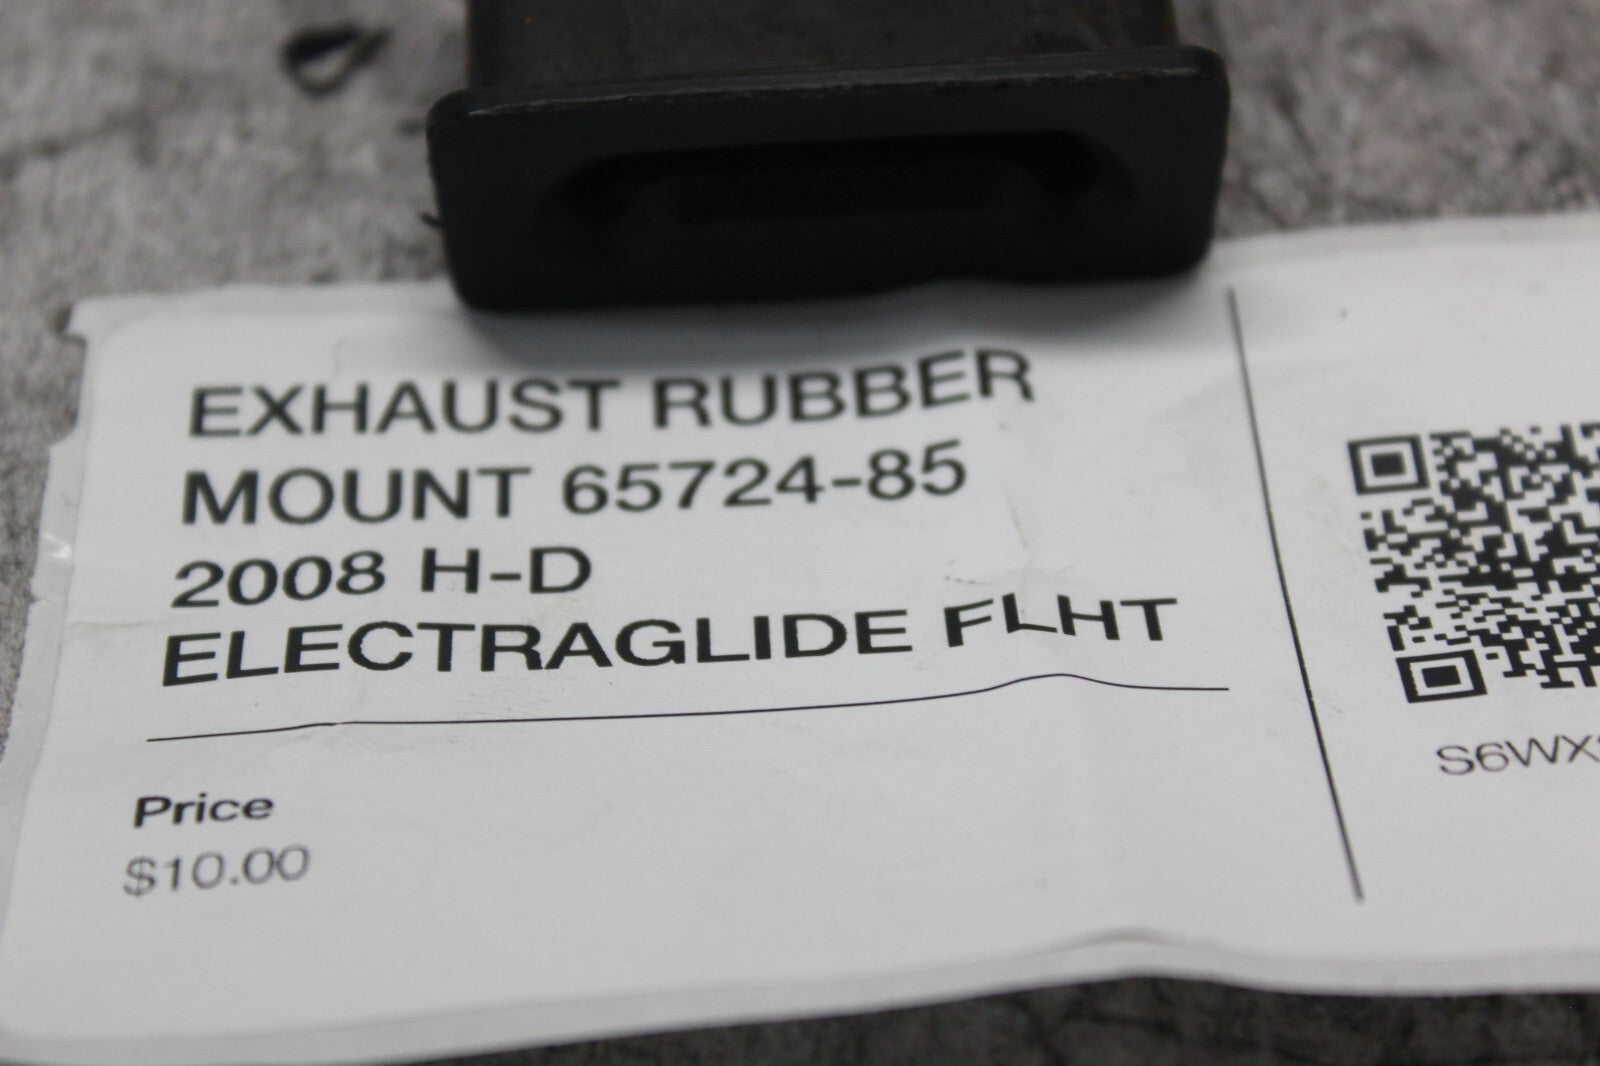 EXHAUST RUBBER
MOUNT 65724-85
2008 H-D
ELECTRAGLIDE FLHT
Price
$10.00